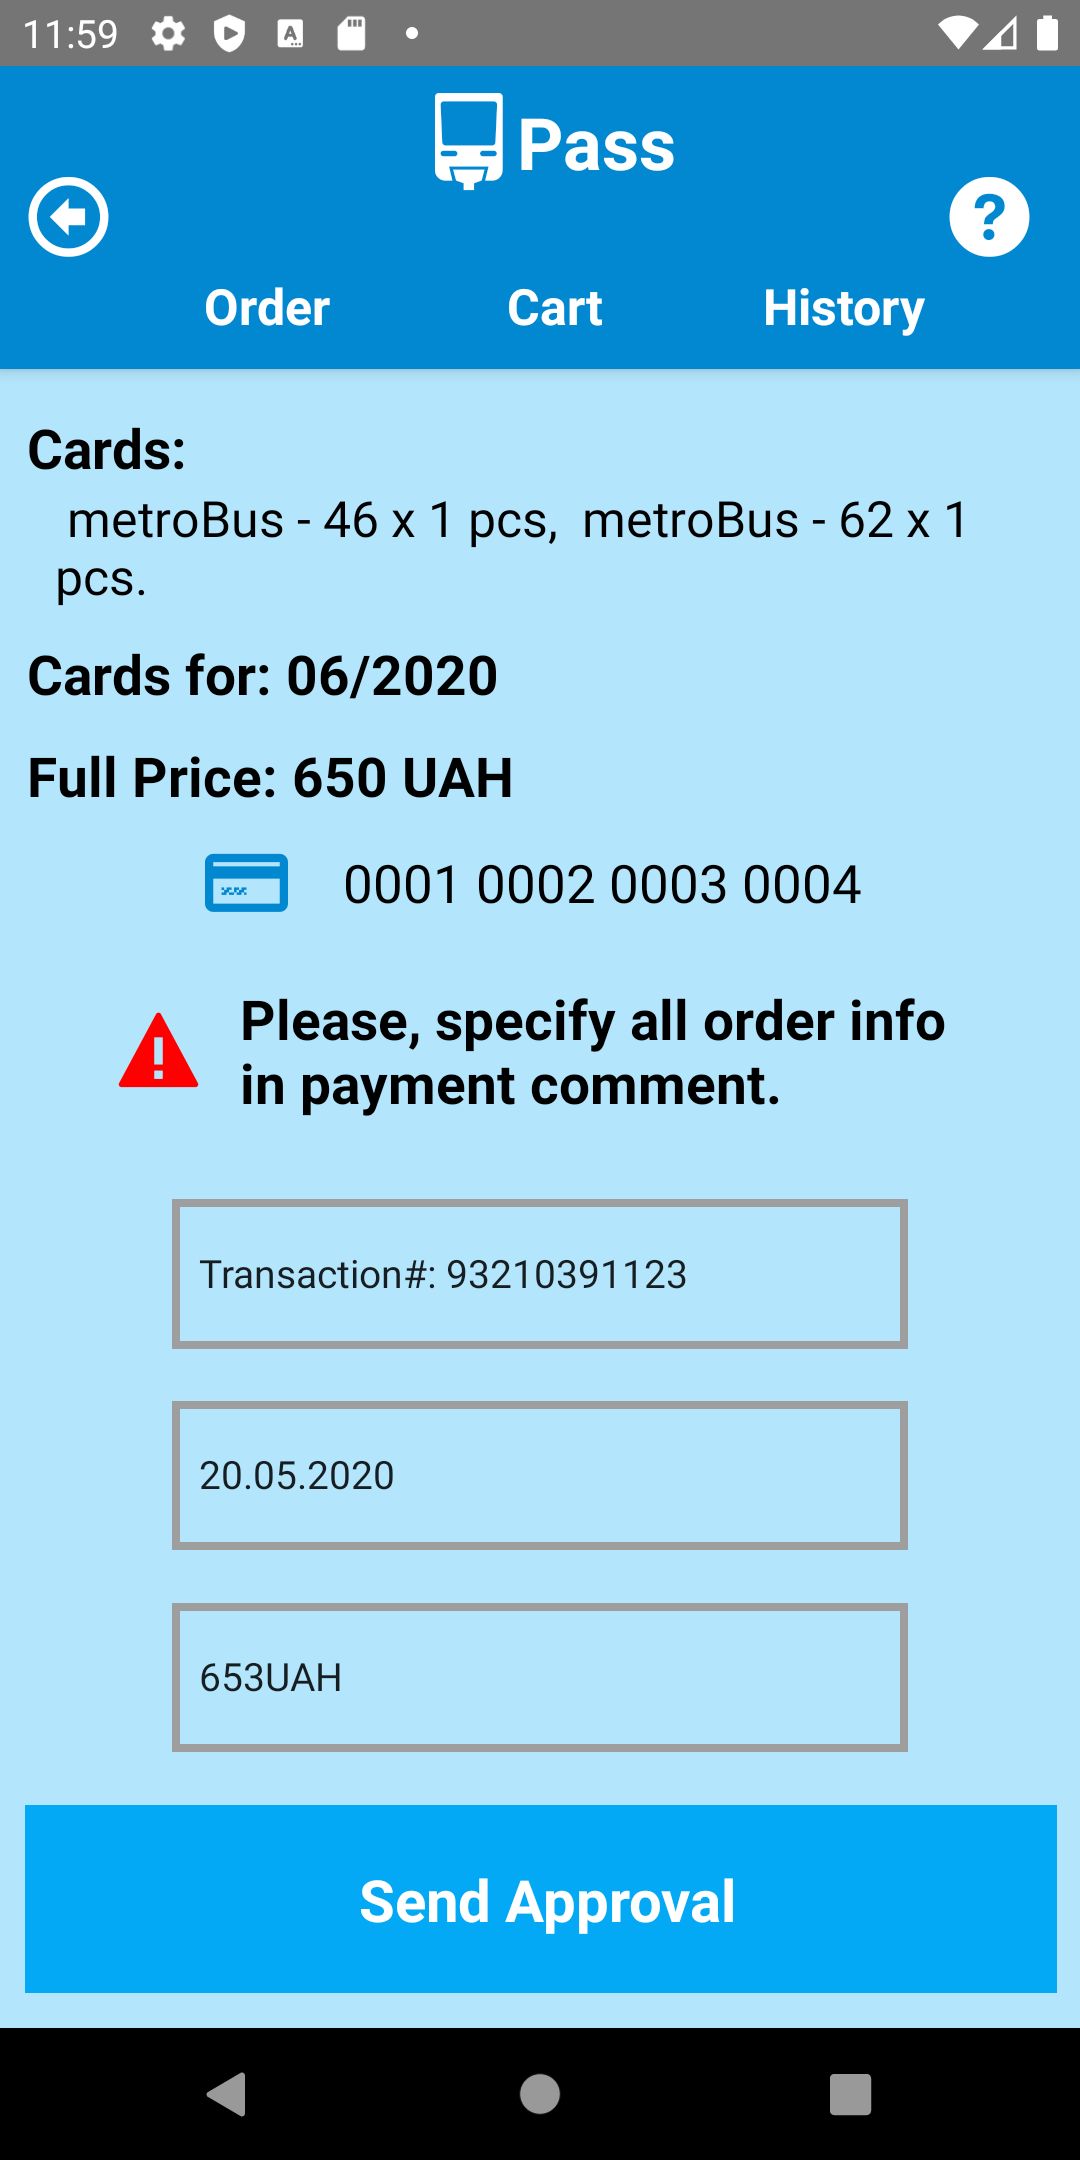 11:59
Pass
Order Cart History
Cards:
metroBus - 46 x 1 pcs, metroBus - 62 x 1
pcs.
Cards for: 06/2020
Full Price: 650 UAH
0001 0002 0003 0004
Please, specify all order info
in payment comment.
Transaction#: 93210391123
20.05.2020
653UAH
Send Approval